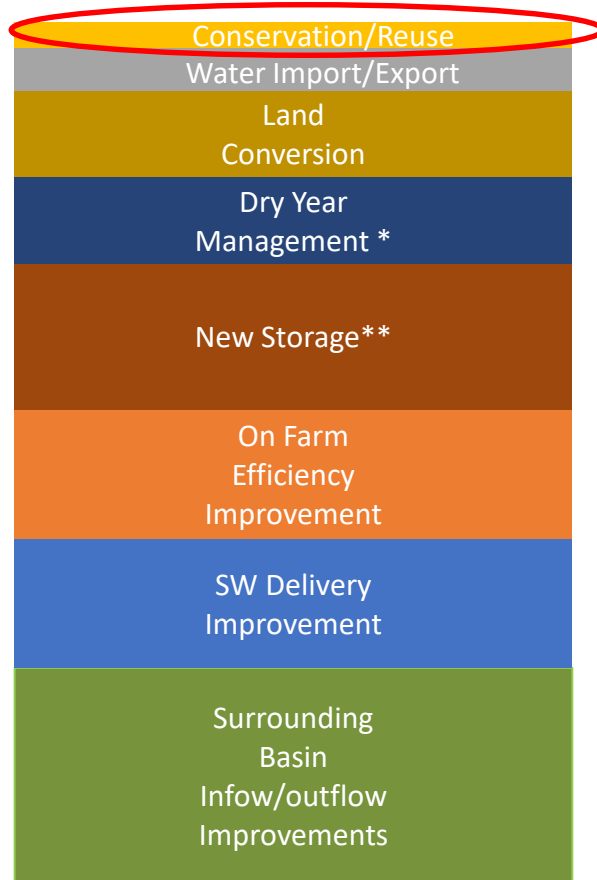 Conservation/Reuse
Water Import/Export
Land
Conversion
Dry Year
Management *
New Storage**
On Farm
Efficiency
Improvement
SW Delivery
Improvement
Surrounding
Basin
Infow/outflow
Improvements